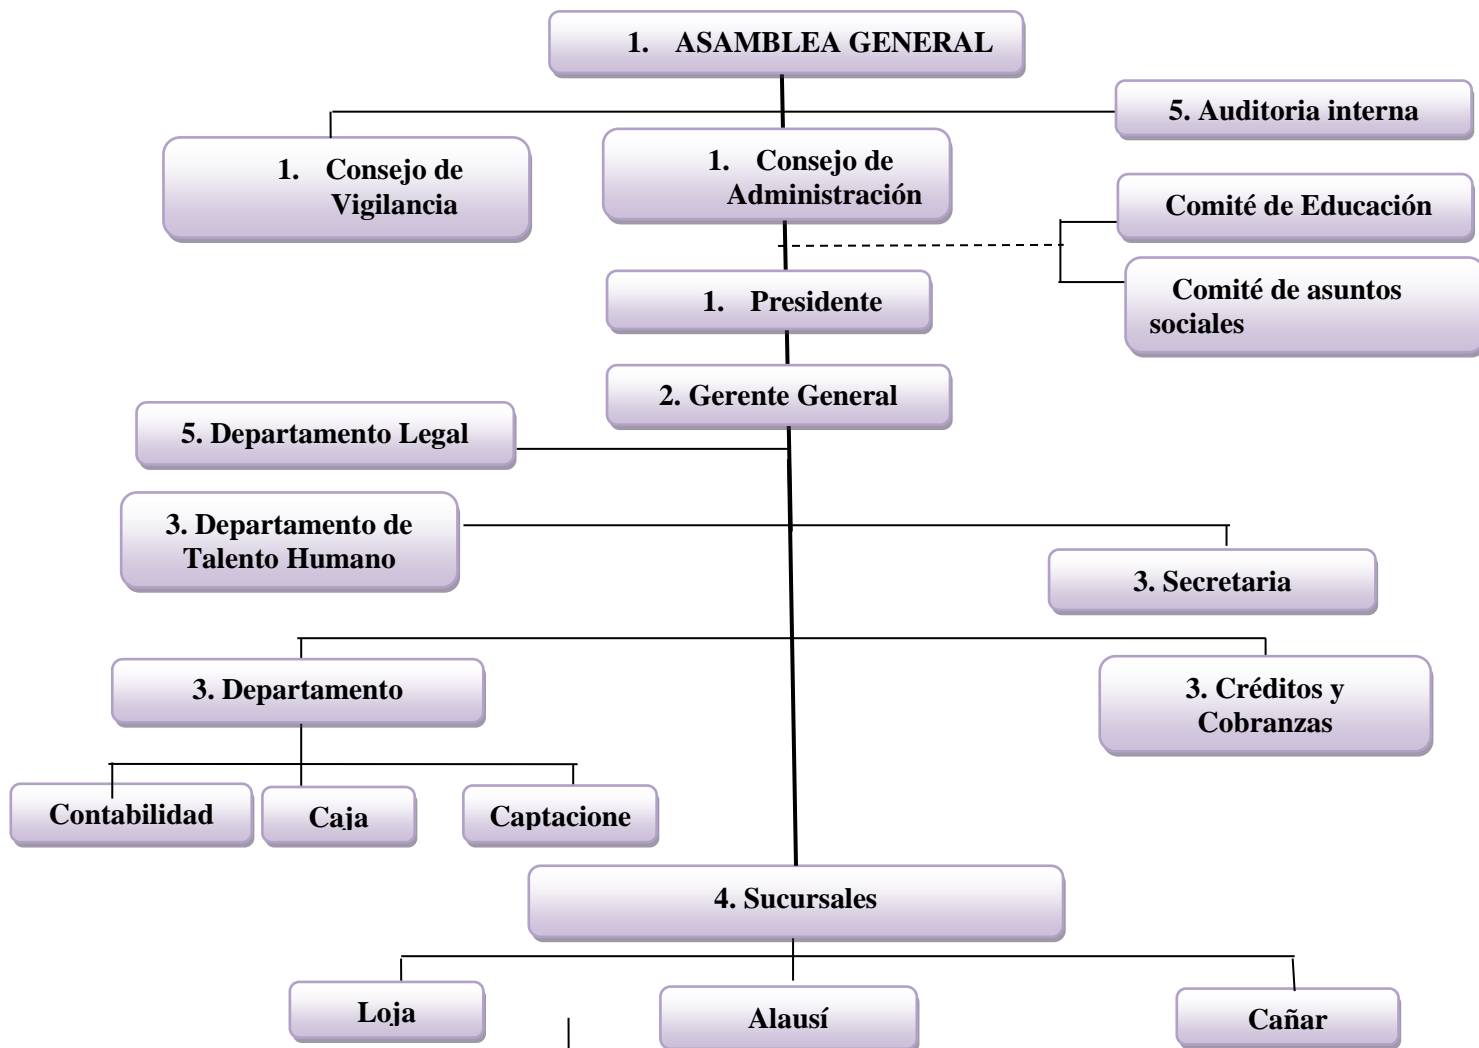 1. ASAMBLEA GENERAL
5. Auditoria interna
1. Consejo de
Vigilancia
1. Consejo de
Administración
Comité de Educación
Comité de asuntos
sociales
1. Presidente
2. Gerente General
5. Departamento Legal
3. Departamento de
Talento Humano
3. Secretaria
3. Departamento
3. Créditos y
Cobranzas
Contabilidad
Caja
Captacione
4. Sucursales
Loja
Alausí
Cañar